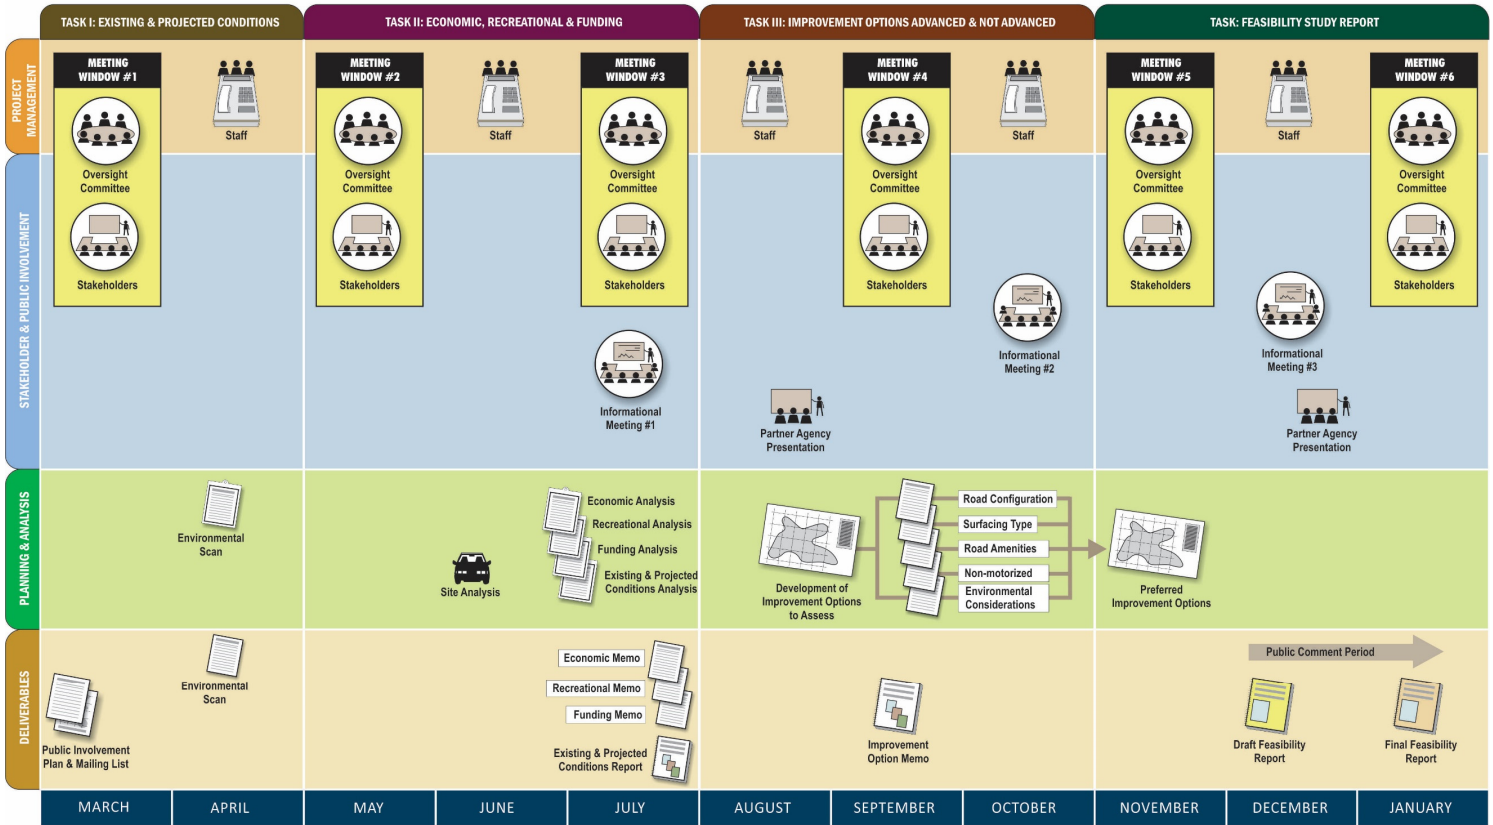 TASK I: EXISTING & PROJECTED CONDITIONS
TASK II: ECONOMIC, RECREATIONAL & FUNDING
TASK III: IMPROVEMENT OPTIONS ADVANCED & NOT ADVANCED
TASK: FEASIBILITY STUDY REPORT
PROJECT
MANAGEMENT
MEETING
WINDOW #1
Oversight
Committee
Stakeholders
Staff
MEETING
WINDOW #2
Oversight
Committee
Stakeholders
Staff
MEETING
WINDOW #3
Oversight
Committee
Stakeholders
Staff
MEETING
WINDOW #4
Oversight
Committee
Stakeholders
Staff
MEETING
WINDOW #5
Oversight
Committee
Stakeholders
Staff
MEETING
WINDOW #6
Oversight
Committee
Stakeholders
STAKEHOLDER & PUBLIC INVOLVEMENT
Informational
Meeting #1
Partner Agency
Presentation
Informational
Meeting #2
Informational
Meeting #3
Partner Agency
Presentation
PLANNING & ANALYSIS
Environmental
Scan
Site Analysis
Economic Analysis
Recreational Analysis
Funding Analysis
Existing & Projected
Conditions Analysis
Development of
Improvement Options
to Assess
Road Configuration
Surfacing Type
Road Amenities
Non-motorized
Environmental
Considerations
Preferred
Improvement Options
DELIVERABLES
Public Involvement
Plan & Mailing List
Environmental
Scan
Economic Memo
Recreational Memo
Funding Memo
Existing & Projected
Conditions Report
Improvement
Option Memo
Public Comment Period
Draft Feasibility
Report
Final Feasibility
Report
MARCH
APRIL
MAY
JUNE
JULY
AUGUST
SEPTEMBER
OCTOBER
NOVEMBER
DECEMBER
JANUARY